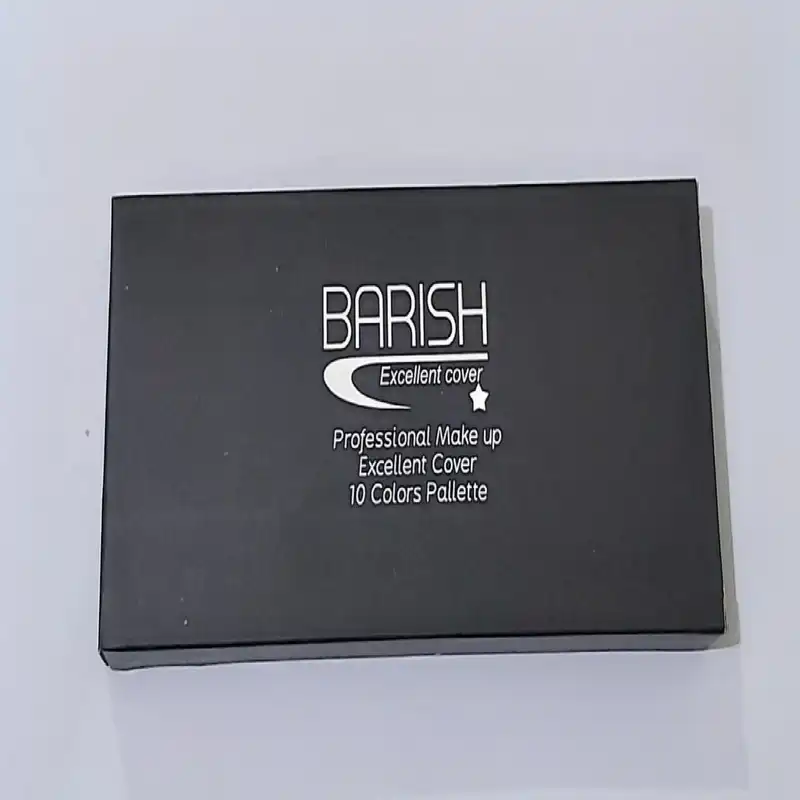 BARISH
Excellent cover
Professional Make up
Excellent Cover
10 Colors Pallette